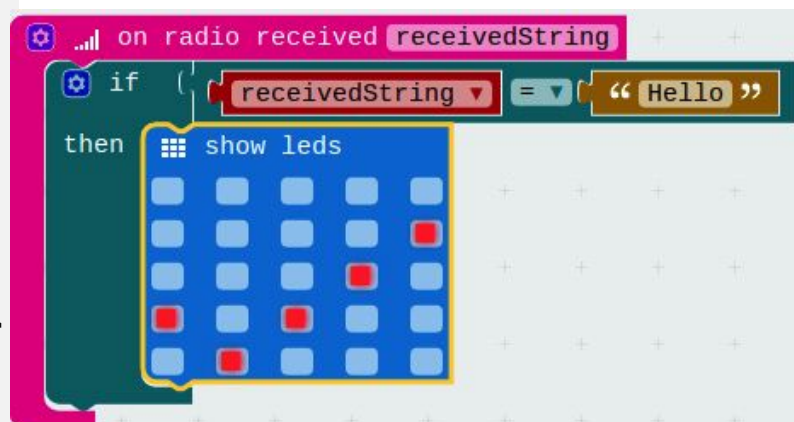 on radio received receivedString
if ( receivedString = “ Hello ”
then show leds